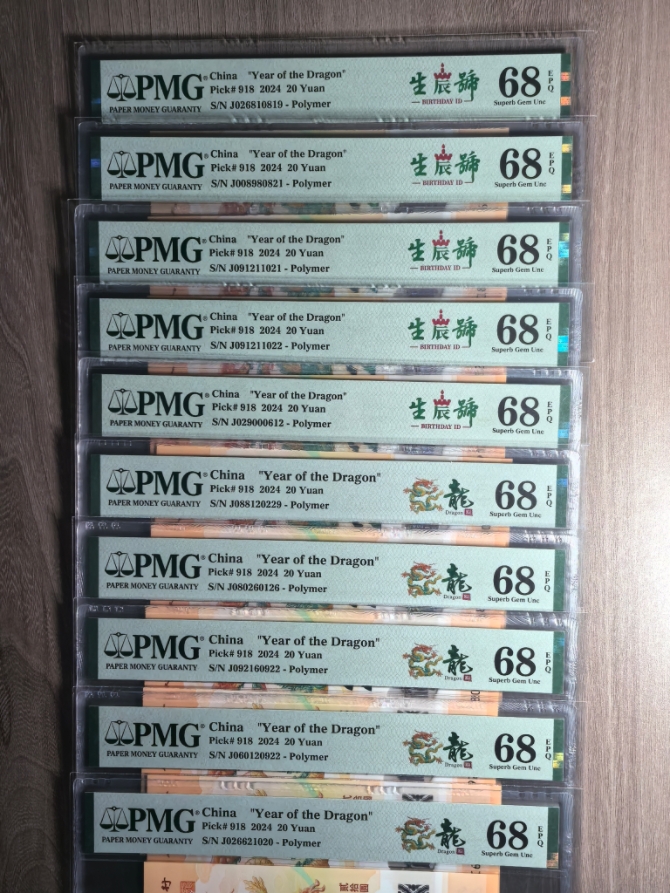 PMG® China "Year of the Dragon"
Pick# 918 2024 20 Yuan
PAPER MONEY GUARANTY S/N J026810819 - Polymer
生辰號
BIRTHDAY ID
68 EPQ
Superb Gem Unc
PMG® China "Year of the Dragon"
Pick# 918 2024 20 Yuan
PAPER MONEY GUARANTY S/N J008980821 - Polymer
生辰號
BIRTHDAY ID
68 EPQ
Superb Gem Unc
PMG® China "Year of the Dragon"
Pick# 918 2024 20 Yuan
PAPER MONEY GUARANTY S/N J091211021 - Polymer
生辰號
BIRTHDAY ID
68 EPQ
Superb Gem Unc
PMG® China "Year of the Dragon"
Pick# 918 2024 20 Yuan
PAPER MONEY GUARANTY S/N J091211022 - Polymer
生辰號
BIRTHDAY ID
68 EPQ
Superb Gem Unc
PMG® China "Year of the Dragon"
Pick# 918 2024 20 Yuan
PAPER MONEY GUARANTY S/N J029000612 - Polymer
生辰號
BIRTHDAY ID
68 EPQ
Superb Gem Unc
PMG® China "Year of the Dragon"
Pick# 918 2024 20 Yuan
PAPER MONEY GUARANTY S/N J088120229 - Polymer
龍
Dragon
68 EPQ
Superb Gem Unc
PMG® China "Year of the Dragon"
Pick# 918 2024 20 Yuan
PAPER MONEY GUARANTY S/N J080260126 - Polymer
龍
Dragon
68 EPQ
Superb Gem Unc
PMG® China "Year of the Dragon"
Pick# 918 2024 20 Yuan
PAPER MONEY GUARANTY S/N J092160922 - Polymer
龍
Dragon
68 EPQ
Superb Gem Unc
PMG® China "Year of the Dragon"
Pick# 918 2024 20 Yuan
PAPER MONEY GUARANTY S/N J060120922 - Polymer
龍
Dragon
68 EPQ
Superb Gem Unc
PMG® China "Year of the Dragon"
Pick# 918 2024 20 Yuan
PAPER MONEY GUARANTY S/N J026621020 - Polymer
龍
Dragon
68 EPQ
Superb Gem Unc
贰拾圆